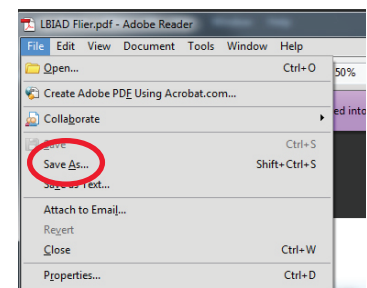 LBIAD Flier.pdf - Adobe Reader
File Edit View Document Tools Window Help
Open... Ctrl+O
50%
Create Adobe PDF Using Acrobat.com...
ed into
Collaborate
Save Ctrl+S
Save As... Shift+Ctrl+S
Save as Text...
Attach to Email...
Revert
Close Ctrl+W
Properties... Ctrl+D